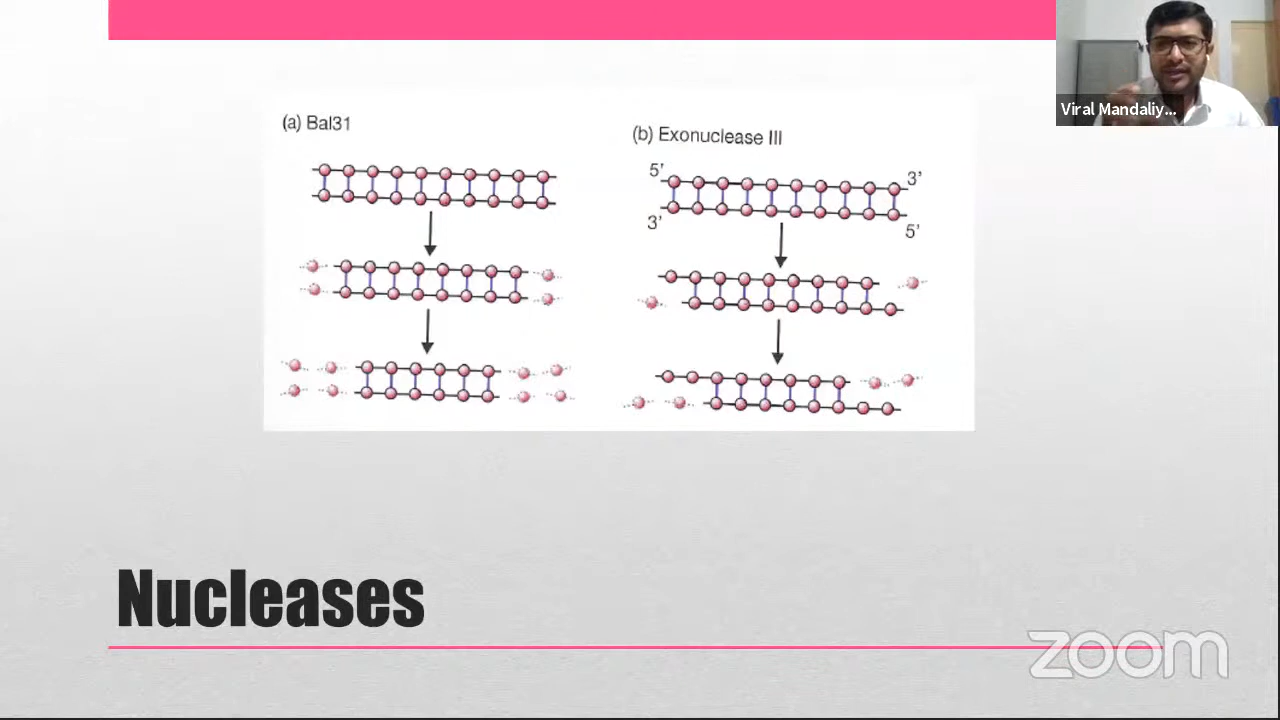 Viral Mandaliy...
(a) Bal31
(b) Exonuclease III
5’
3’
3’
5’
Nucleases
zoom